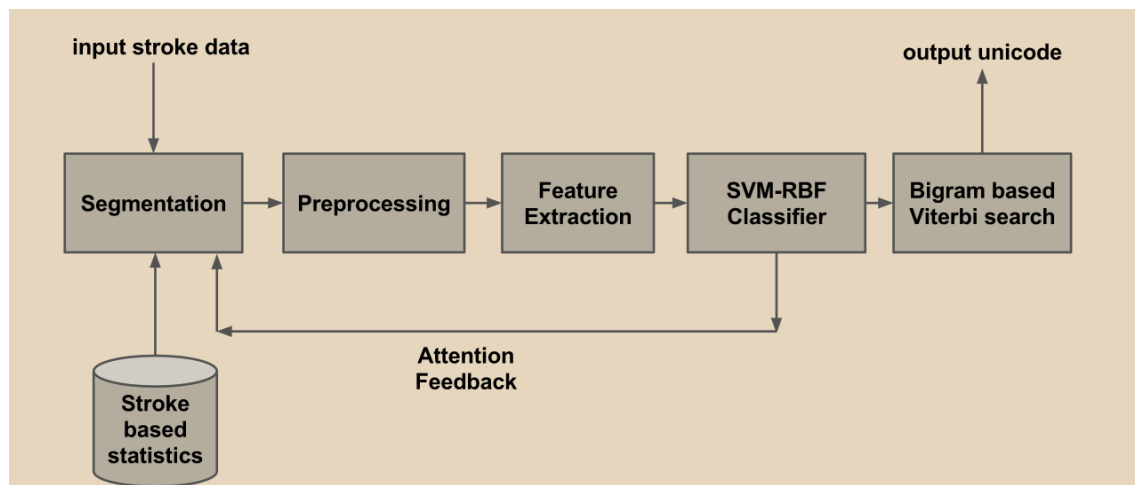 input stroke data
output unicode
Segmentation
Preprocessing
Feature
Extraction
SVM-RBF
Classifier
Bigram based
Viterbi search
Attention
Feedback
Stroke
based
statistics